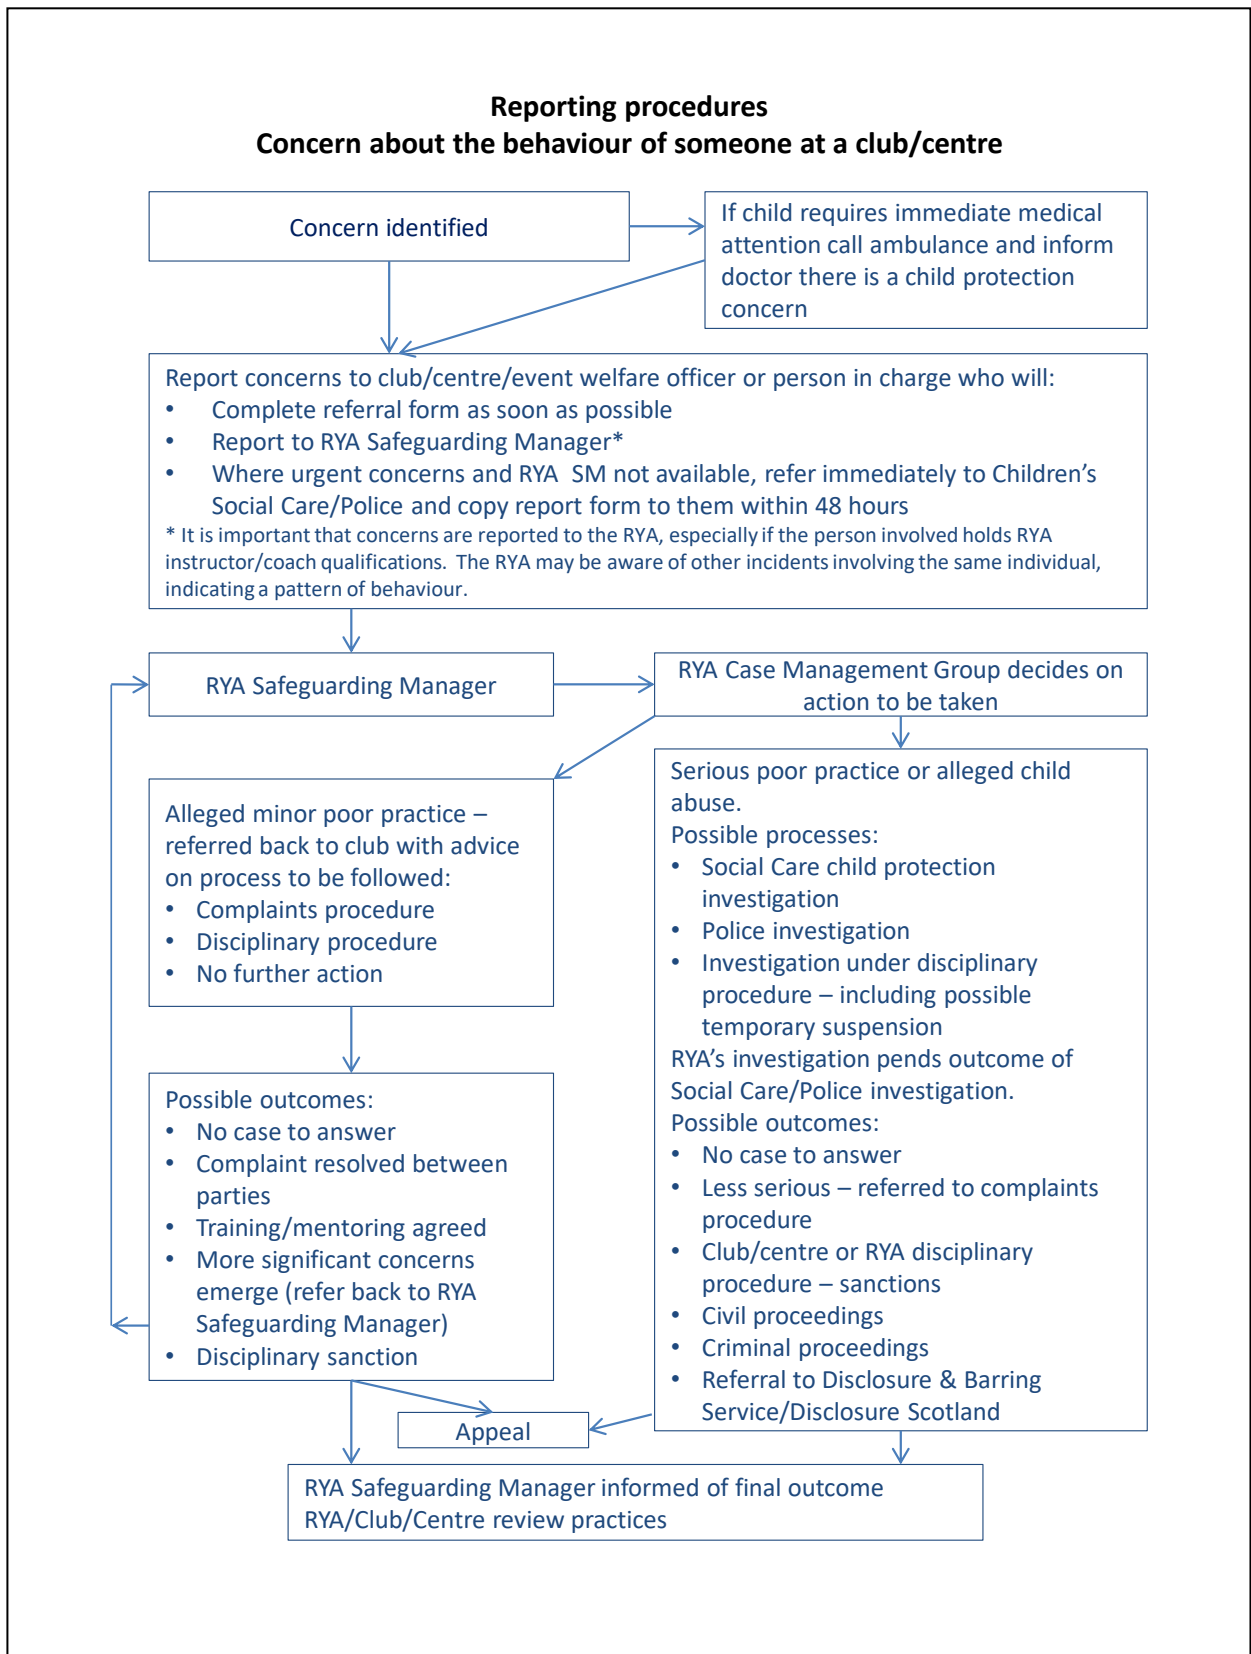 Reporting procedures
Concern about the behaviour of someone at a club/centre
Concern identified
If child requires immediate medical
attention call ambulance and inform
doctor there is a child protection
concern
Report concerns to club/centre/event welfare officer or person in charge who will:
• Complete referral form as soon as possible
• Report to RYA Safeguarding Manager*
• Where urgent concerns and RYA SM not available, refer immediately to Children’s
Social Care/Police and copy report form to them within 48 hours
* It is important that concerns are reported to the RYA, especially if the person involved holds RYA
instructor/coach qualifications. The RYA may be aware of other incidents involving the same individual,
indicating a pattern of behaviour.
RYA Safeguarding Manager
RYA Case Management Group decides on
action to be taken
Alleged minor poor practice –
referred back to club with advice
on process to be followed:
• Complaints procedure
• Disciplinary procedure
• No further action
Serious poor practice or alleged child
abuse.
Possible processes:
• Social Care child protection
investigation
• Police investigation
• Investigation under disciplinary
procedure – including possible
temporary suspension
RYA’s investigation pends outcome of
Social Care/Police investigation.
Possible outcomes:
• No case to answer
• Less serious – referred to complaints
procedure
• Club/centre or RYA disciplinary
procedure – sanctions
• Civil proceedings
• Criminal proceedings
• Referral to Disclosure & Barring
Service/Disclosure Scotland
Possible outcomes:
• No case to answer
• Complaint resolved between
parties
• Training/mentoring agreed
• More significant concerns
emerge (refer back to RYA
Safeguarding Manager)
• Disciplinary sanction
Appeal
RYA Safeguarding Manager informed of final outcome
RYA/Club/Centre review practices